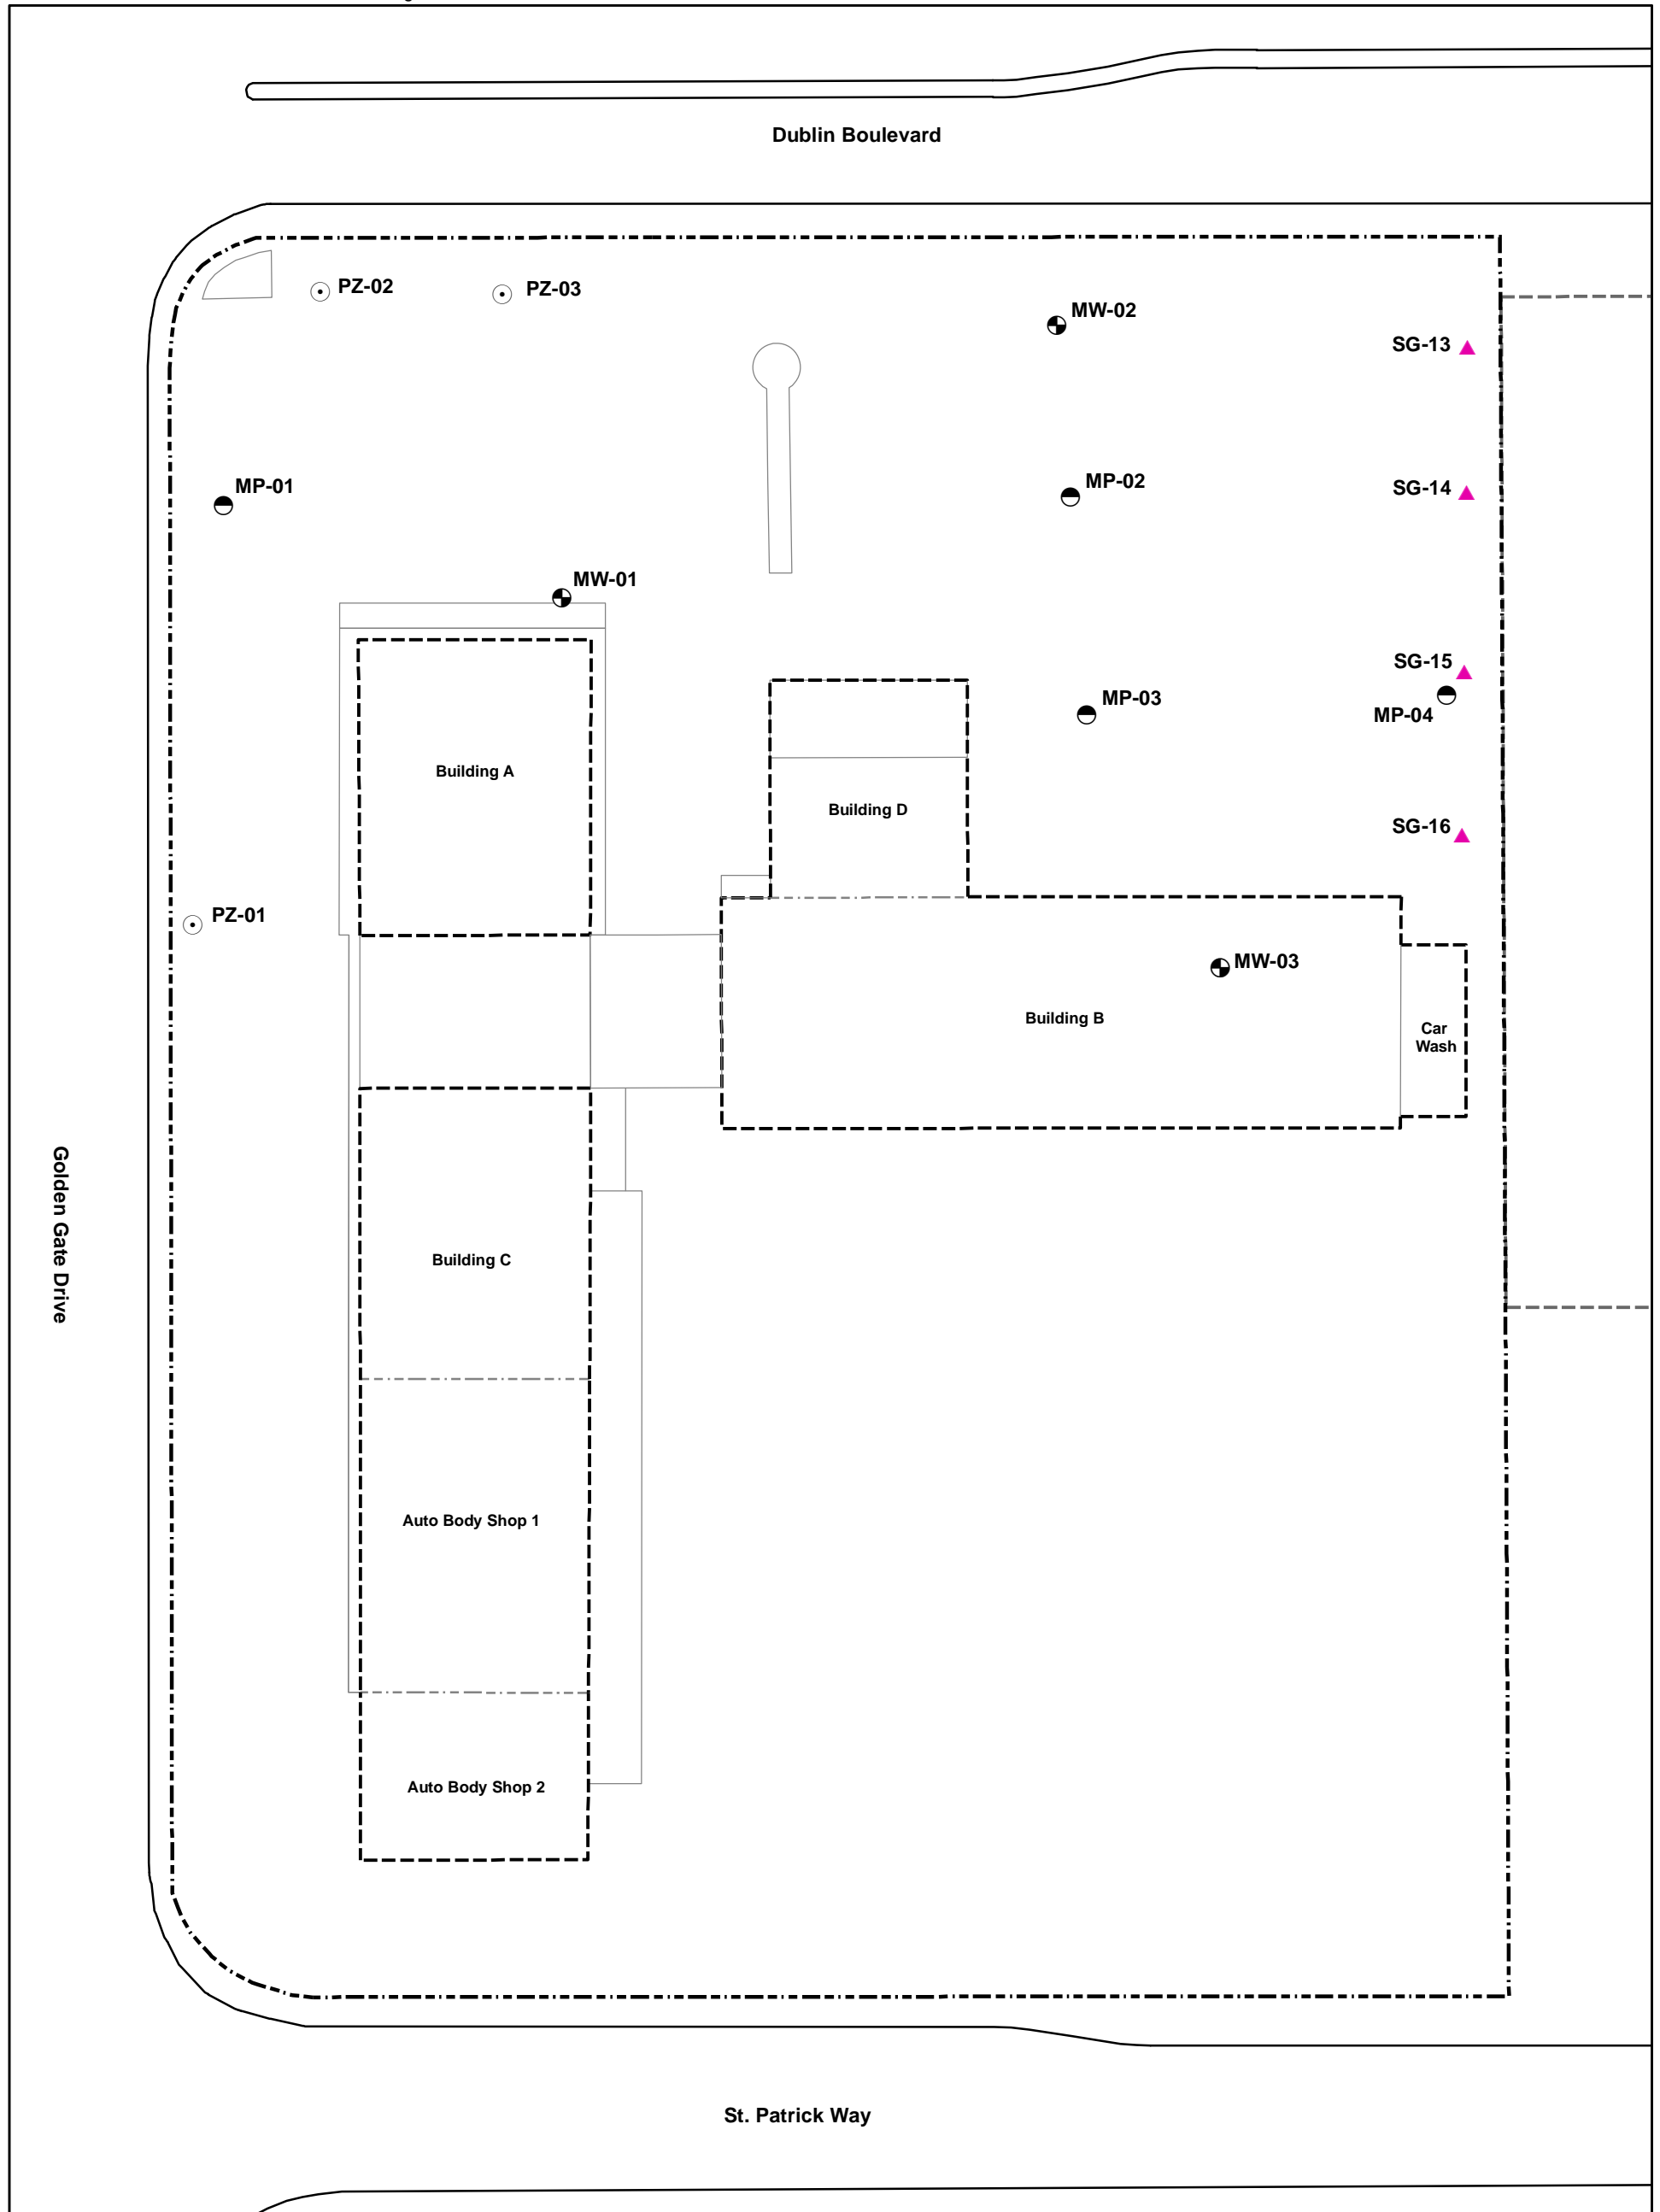 Dublin Boulevard
PZ-02
PZ-03
MW-02
SG-13
MP-01
MP-02
SG-14
MW-01
SG-15
MP-03
MP-04
Building A
Building D
SG-16
PZ-01
MW-03
Building B
Car
Wash
Golden Gate Drive
Building C
Auto Body Shop 1
Auto Body Shop 2
St. Patrick Way